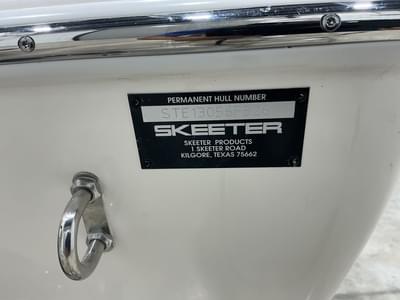 PERMANENT HULL NUMBER
SKEETER
SKEETER PRODUCTS
1 SKEETER ROAD
KILGORE, TEXAS 75662